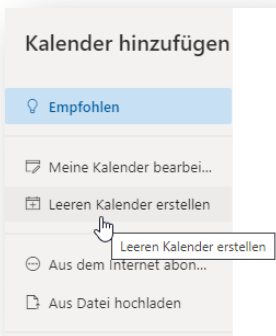 Kalender hinzufügen
Empfohlen
Meine Kalender bearbei...
Leeren Kalender erstellen
Leeren Kalender erstellen
Aus dem Internet abon...
Aus Datei hochladen